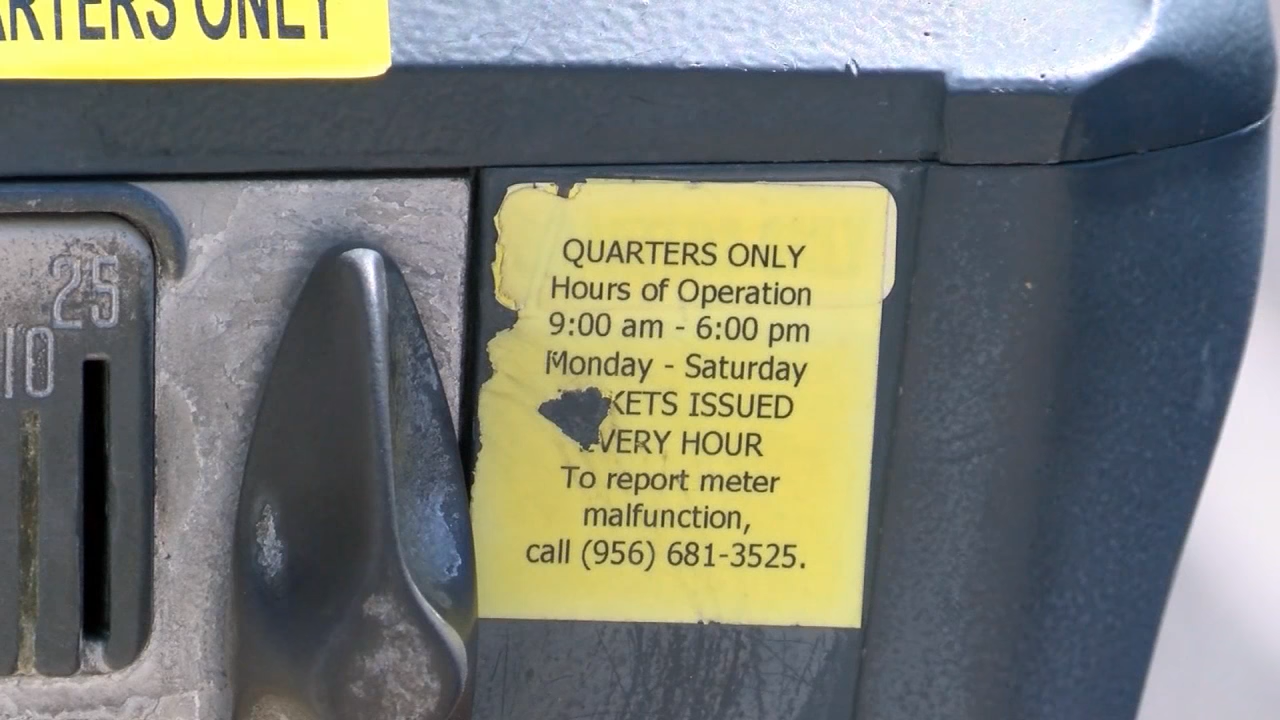 ARTERS ONLY
25
10
QUARTERS ONLY
Hours of Operation
9:00 am - 6:00 pm
Monday - Saturday
KETS ISSUED
VERY HOUR
To report meter
malfunction,
call (956) 681-3525.